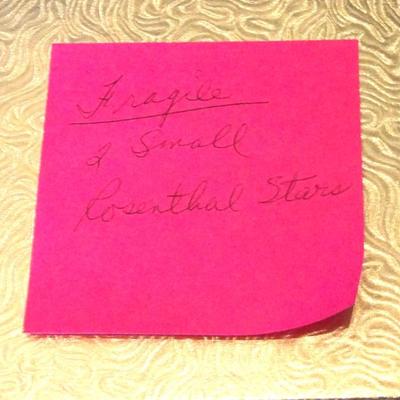 Fragile
2 Small
Rosenthal Stars